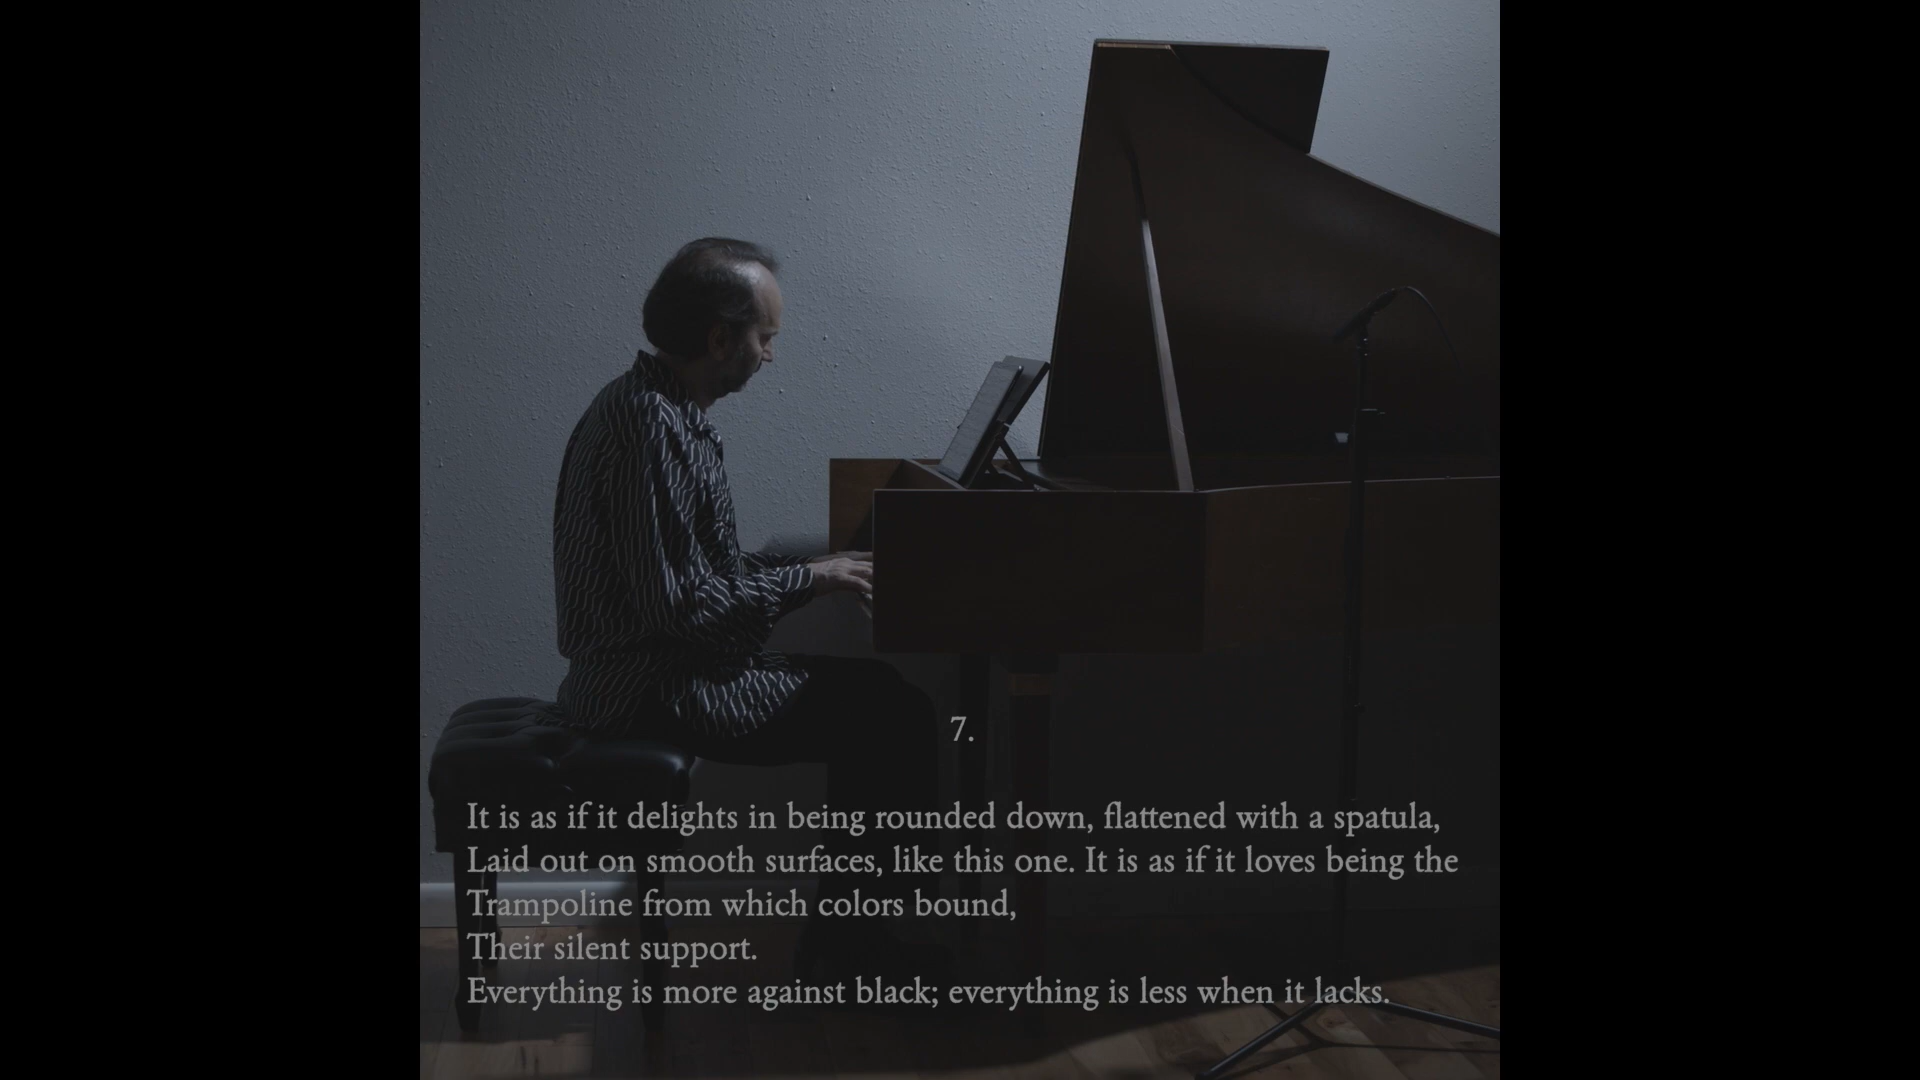 7.
It is as if it delights in being rounded down, flattened with a spatula,
Laid out on smooth surfaces, like this one. It is as if it loves being the
Trampoline from which colors bound,
Their silent support.
Everything is more against black; everything is less when it lacks.